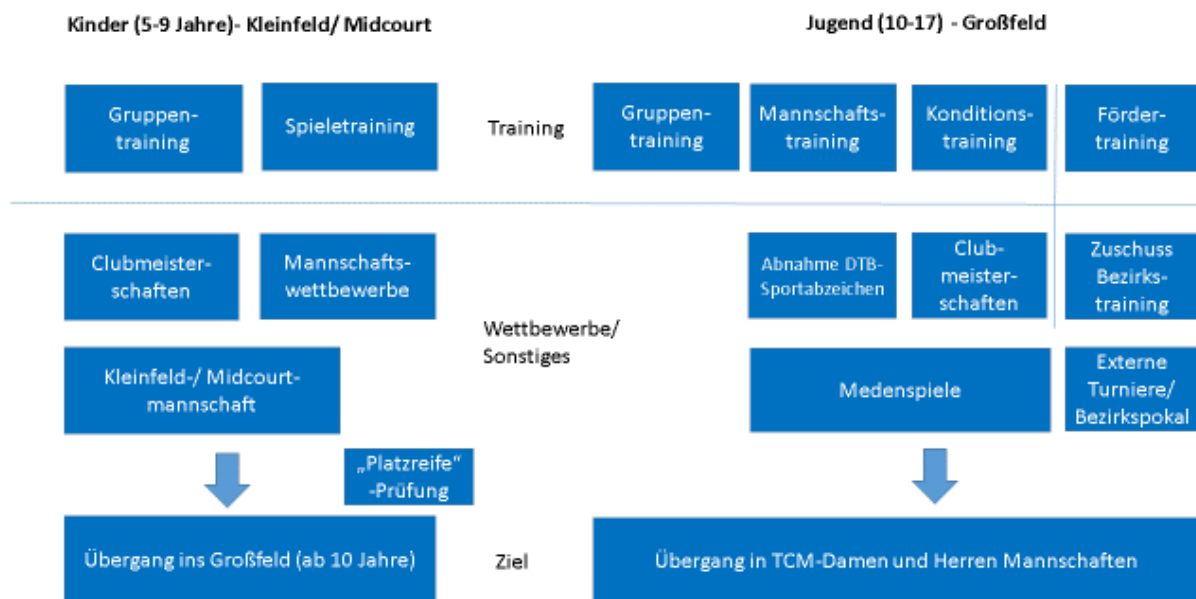 Kinder (5-9 Jahre)- Kleinfeld/ Midcourt
Jugend (10-17) - Großfeld
Gruppen-
training
Spieletraining
Training
Gruppen-
training
Mannschafts-
training
Konditions-
training
Förder-
training
Clubmeister-
schaften
Mannschafts-
wettbewerbe
Wettbewerbe/
Sonstiges
Abnahme DTB-
Sportabzeichen
Club-
meister-
schaften
Zuschuss
Bezirks-
training
Kleinfeld-/ Midcourt-
mannschaft
Medenspiele
Externe
Turniere/
Bezirkspokal
„Platzreife“
-Prüfung
Übergang ins Großfeld (ab 10 Jahre)
Ziel
Übergang in TCM-Damen und Herren Mannschaften